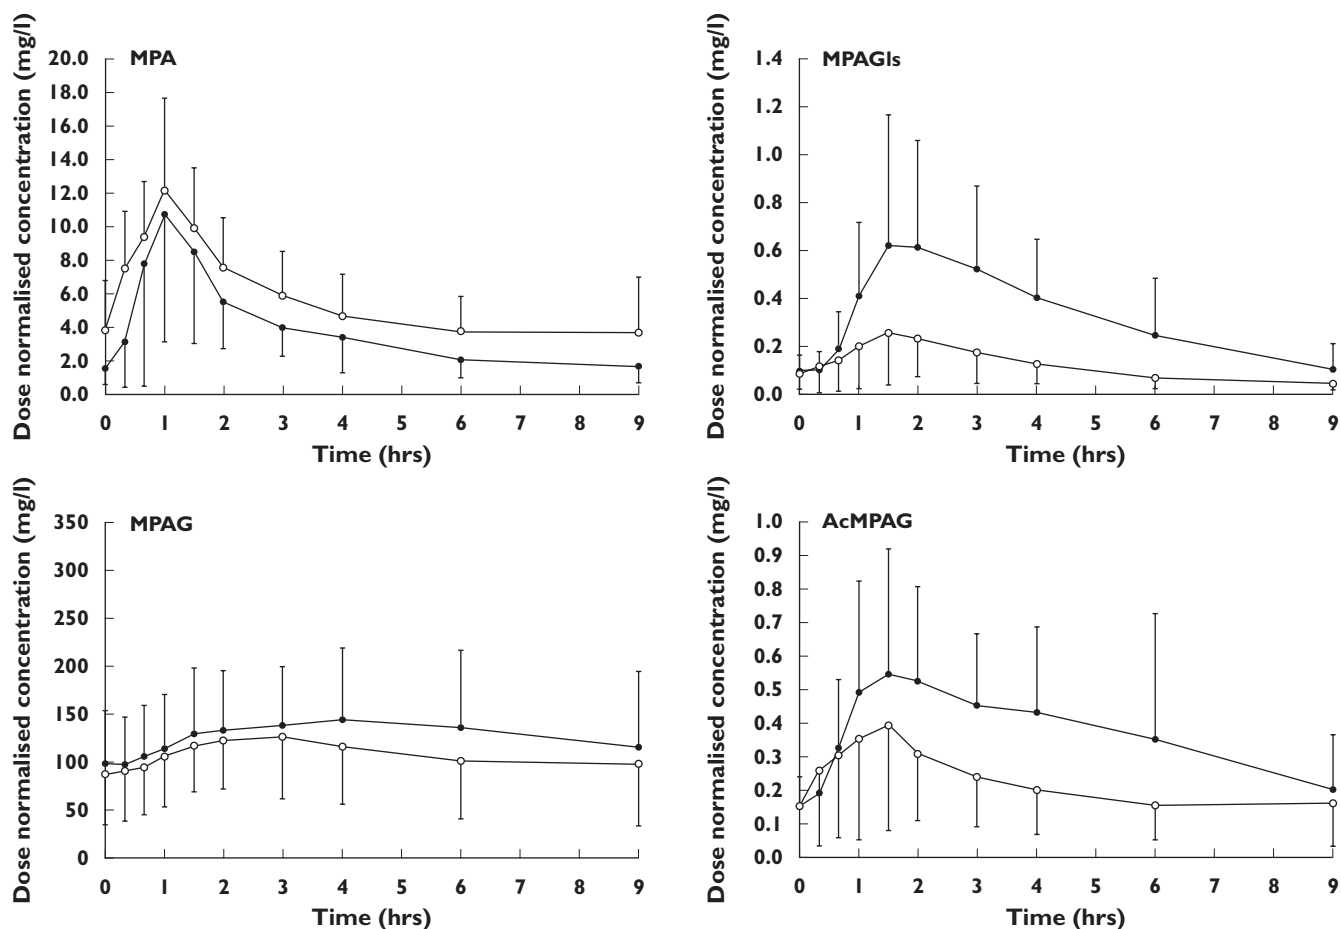 MPA
Dose normalised concentration (mg/l)
20.0
18.0
16.0
14.0
12.0
10.0
8.0
6.0
4.0
2.0
0.0
0 1 2 3 4 5 6 7 8 9
Time (hrs)
MPAGls
Dose normalised concentration (mg/l)
1.4
1.2
1.0
0.8
0.6
0.4
0.2
0.0
0 1 2 3 4 5 6 7 8 9
Time (hrs)
MPAG
Dose normalised concentration (mg/l)
350
300
250
200
150
100
50
0
0 1 2 3 4 5 6 7 8 9
Time (hrs)
AcMPAG
Dose normalised concentration (mg/l)
1.0
0.9
0.8
0.7
0.6
0.5
0.4
0.3
0.2
0.1
0.0
0 1 2 3 4 5 6 7 8 9
Time (hrs)